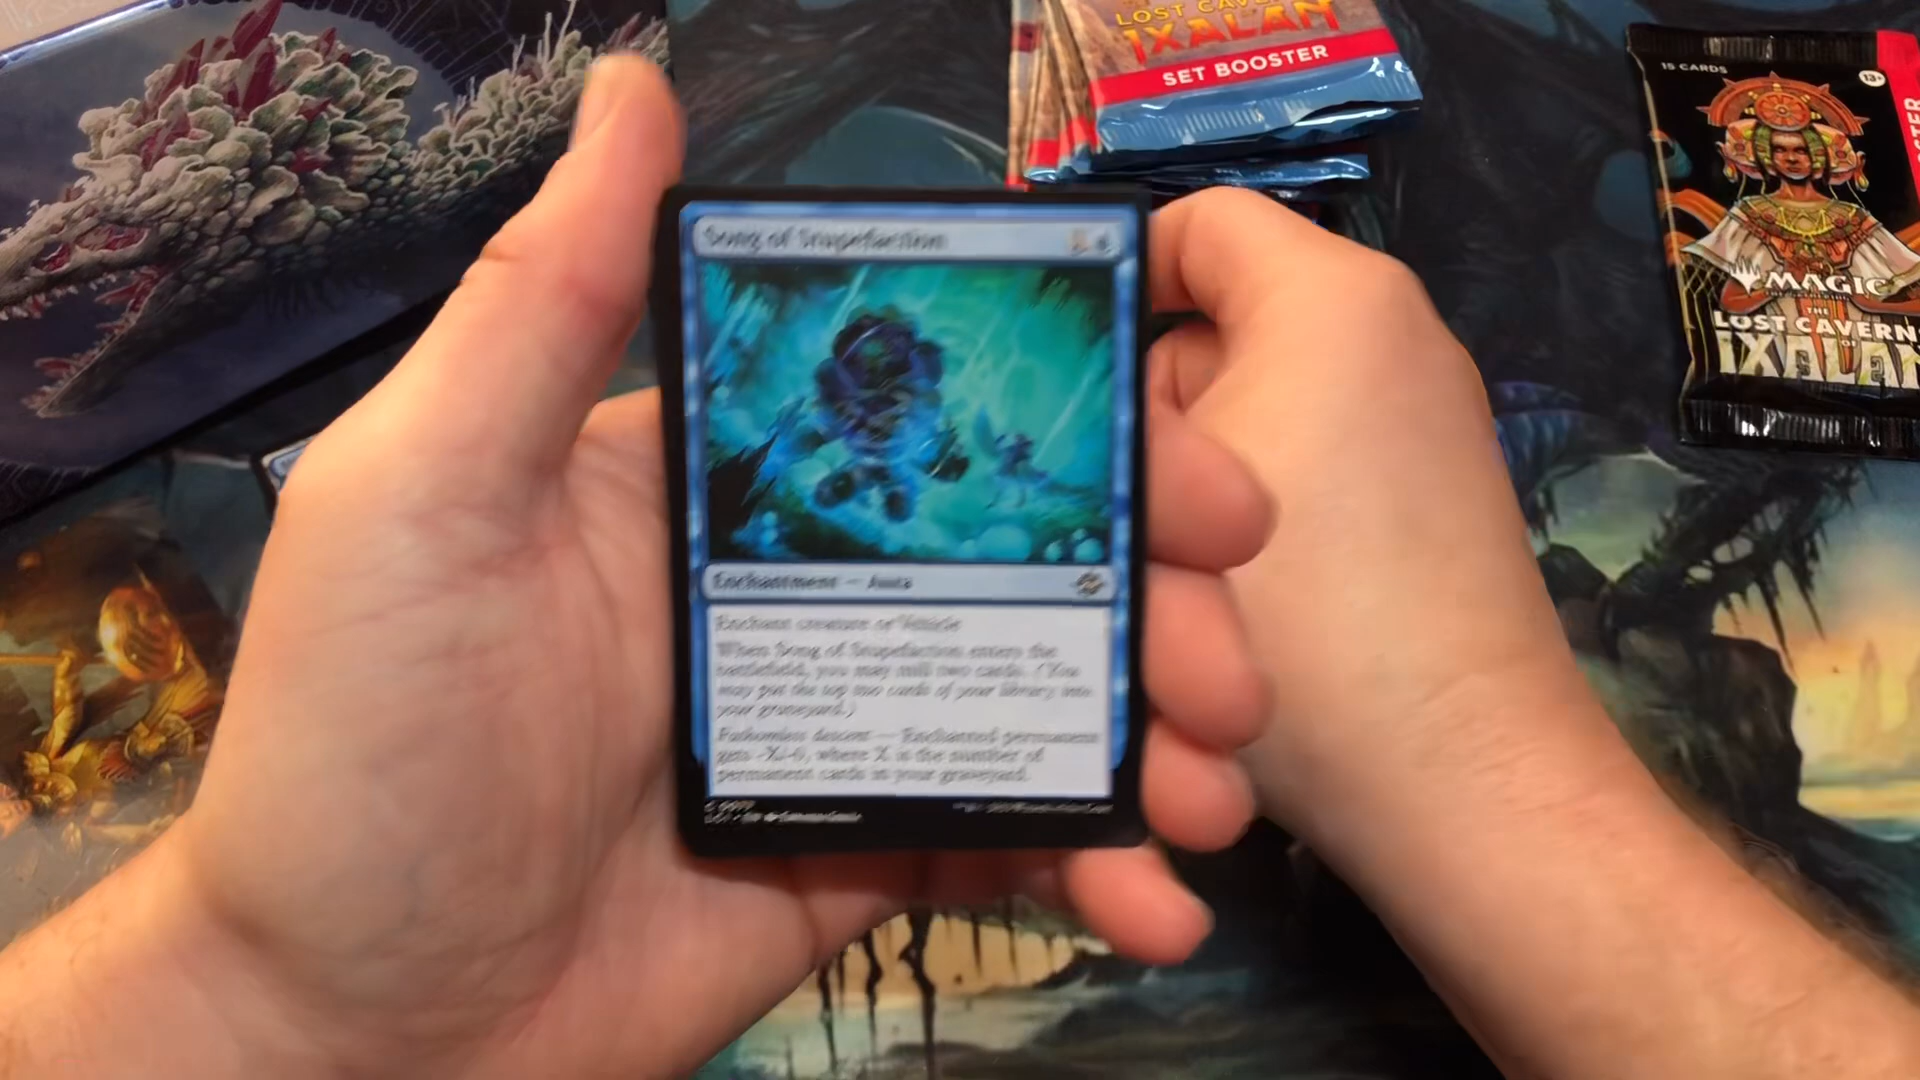 LOST CAVERNS
IXALAN
SET BOOSTER
15 CARDS
13+
MAGIC
THE
LOST CAVERN
OF
IXALAN
Song of Stupefaction
Enchantment — Aura
Enchant creature or Vehicle
When Song of Stupefaction enters the
battlefield, you may mill two cards. (You
may put the top two cards of your library into
your graveyard.)
Fathomless descent — Enchanted permanent
gets -X/-0, where X is the number of
permanent cards in your graveyard.